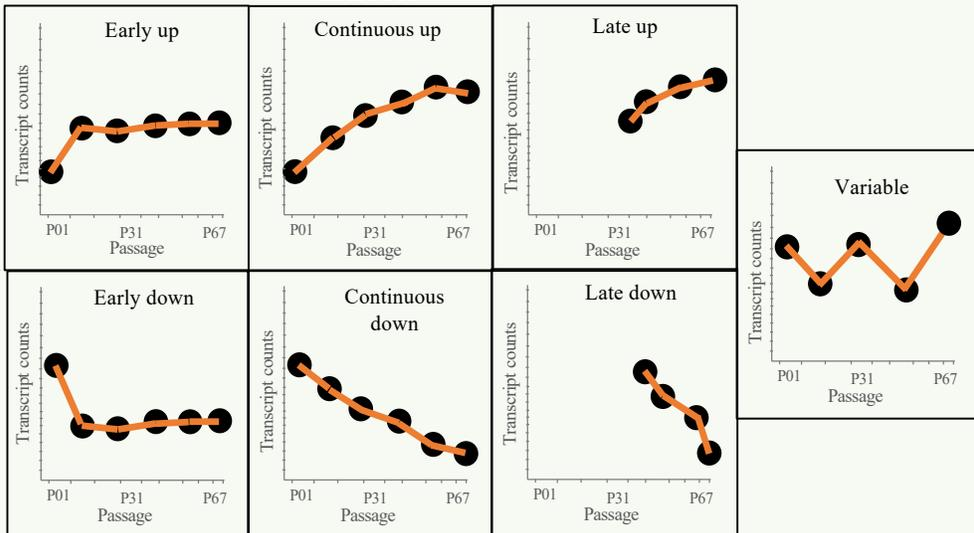 Early up
Transcript counts
P01 P31 P67
Passage
Continuous up
Transcript counts
P01 P31 P67
Passage
Late up
Transcript counts
P01 P31 P67
Passage
Variable
Transcript counts
P01 P31 P67
Passage
Early down
Transcript counts
P01 P31 P67
Passage
Continuous
down
Transcript counts
P01 P31 P67
Passage
Late down
Transcript counts
P01 P31 P67
Passage